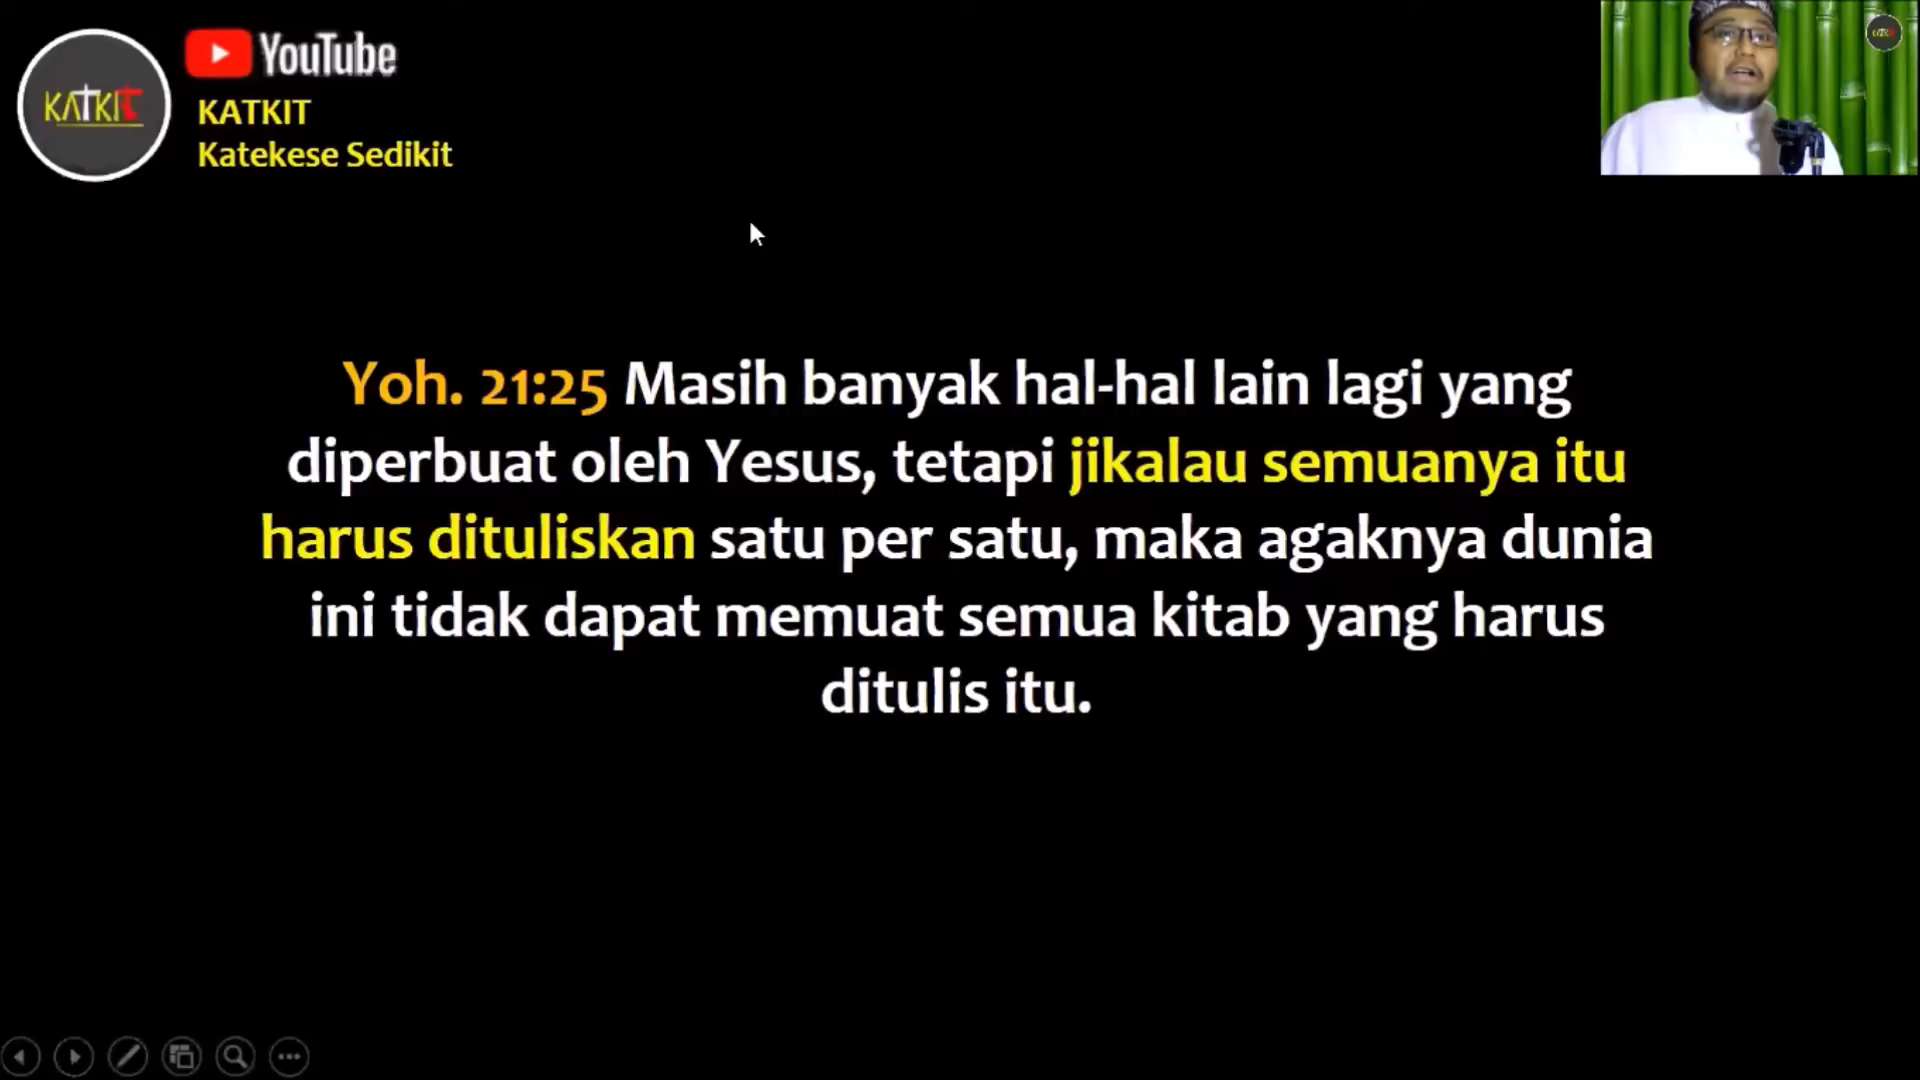 KATKIT
YouTube
KATKIT
Katekese Sedikit
Yoh. 21:25 Masih banyak hal-hal lain lagi yang
diperbuat oleh Yesus, tetapi jikalau semuanya itu
harus dituliskan satu per satu, maka agaknya dunia
ini tidak dapat memuat semua kitab yang harus
ditulis itu.